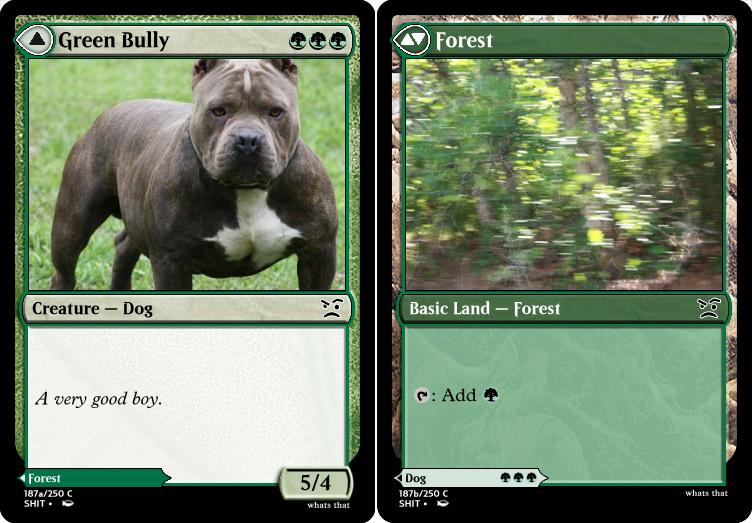 Green Bully
Creature — Dog
A very good boy.
Forest
5/4
187a/250 C
SHIT •
whats that
Forest
Basic Land — Forest
: Add
Dog
187b/250 C
SHIT •
whats that